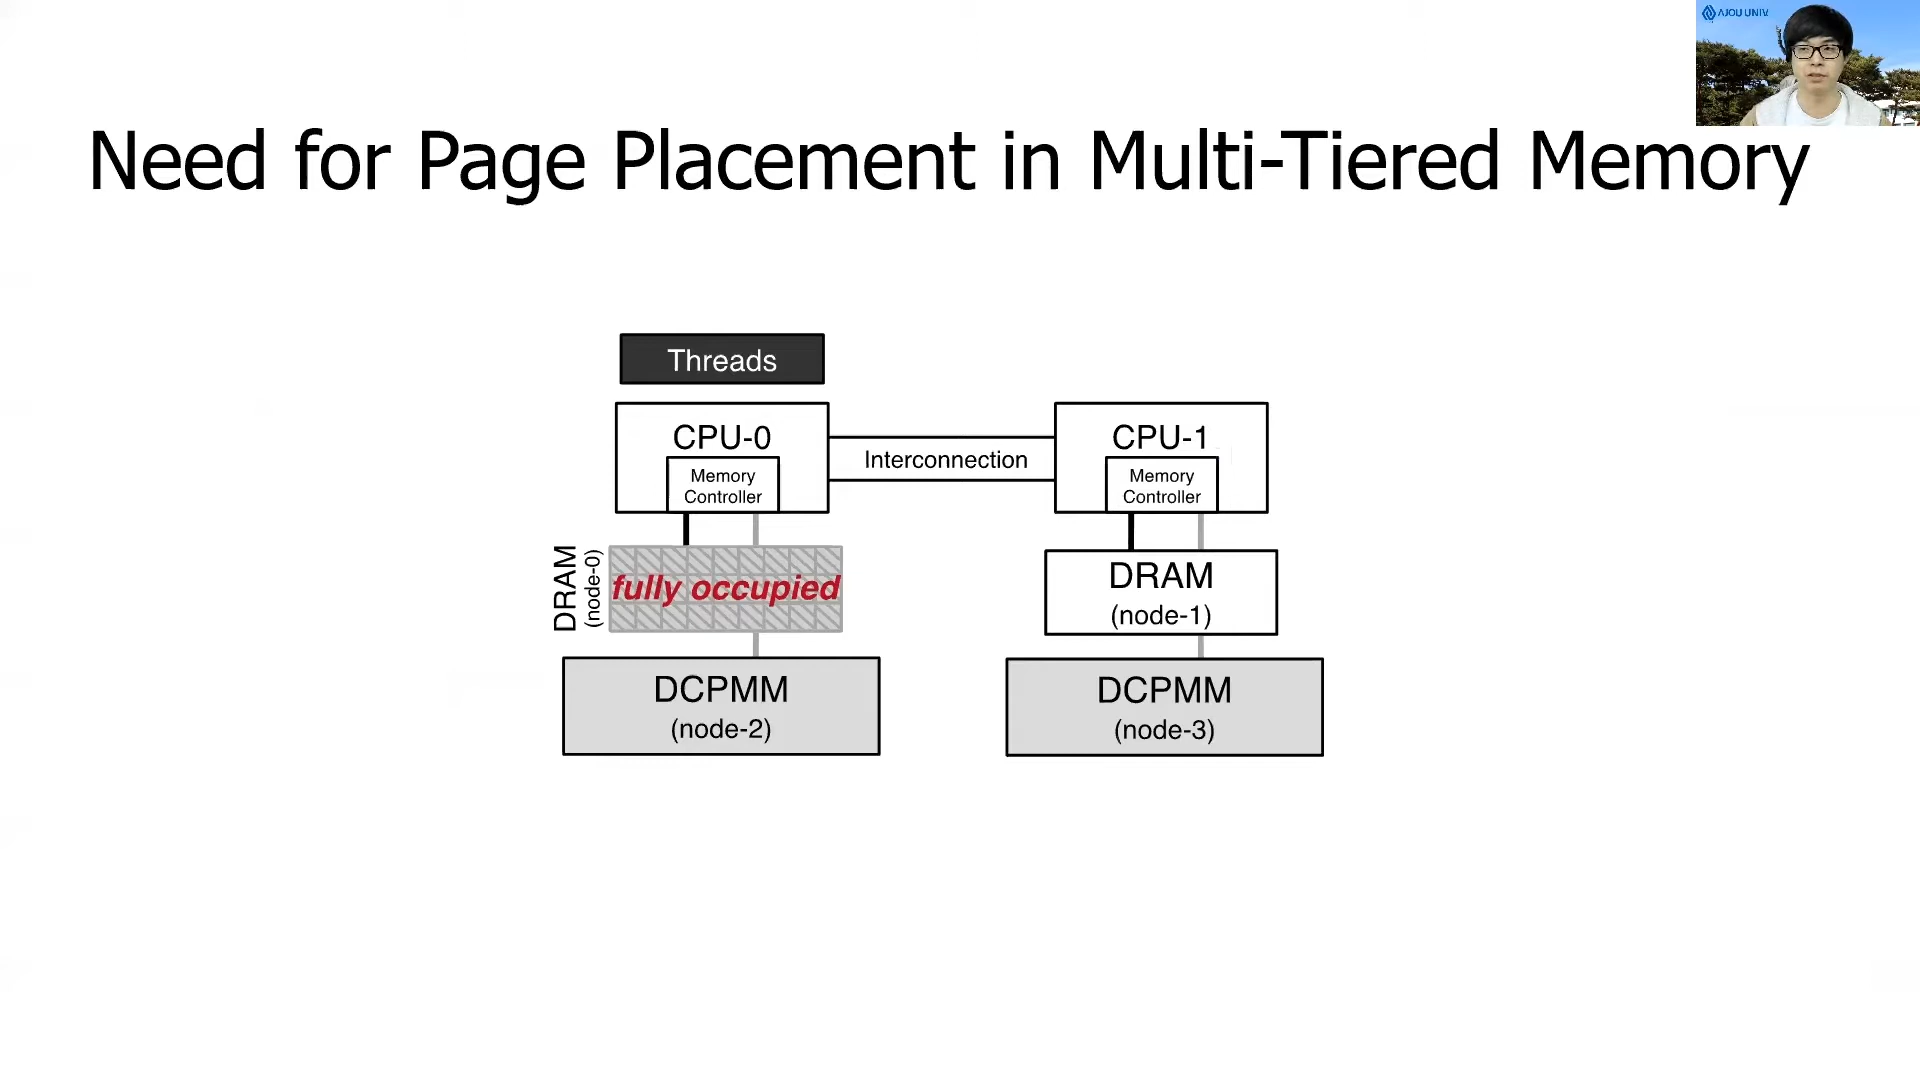 AJOU UNIV.
Need for Page Placement in Multi-Tiered Memory
Threads
CPU-0
Memory
Controller
Interconnection
CPU-1
Memory
Controller
DRAM
(node-0)
fully occupied
DRAM
(node-1)
DCPMM
(node-2)
DCPMM
(node-3)